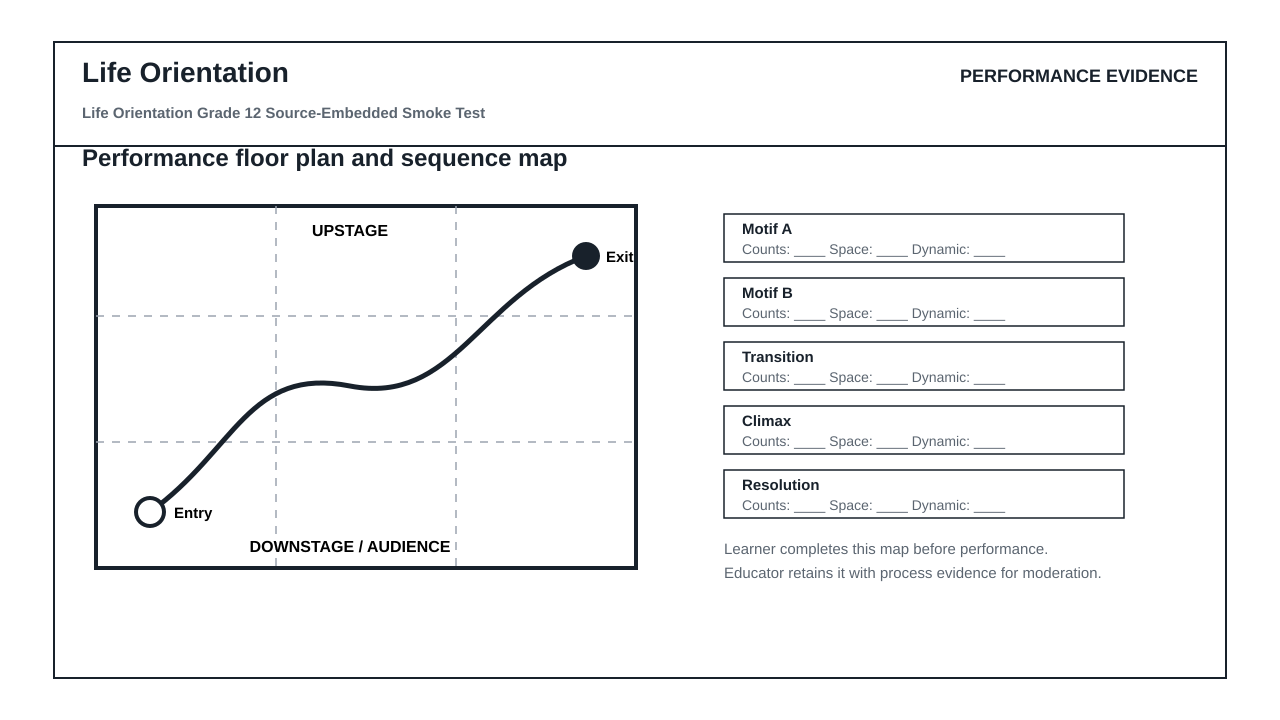 Life Orientation
PERFORMANCE EVIDENCE
Life Orientation Grade 12 Source-Embedded Smoke Test
Performance floor plan and sequence map
UPSTAGE
Exit
Entry
DOWNSTAGE / AUDIENCE
Motif A
Counts: ____ Space: ____ Dynamic: ____
Motif B
Counts: ____ Space: ____ Dynamic: ____
Transition
Counts: ____ Space: ____ Dynamic: ____
Climax
Counts: ____ Space: ____ Dynamic: ____
Resolution
Counts: ____ Space: ____ Dynamic: ____
Learner completes this map before performance.
Educator retains it with process evidence for moderation.